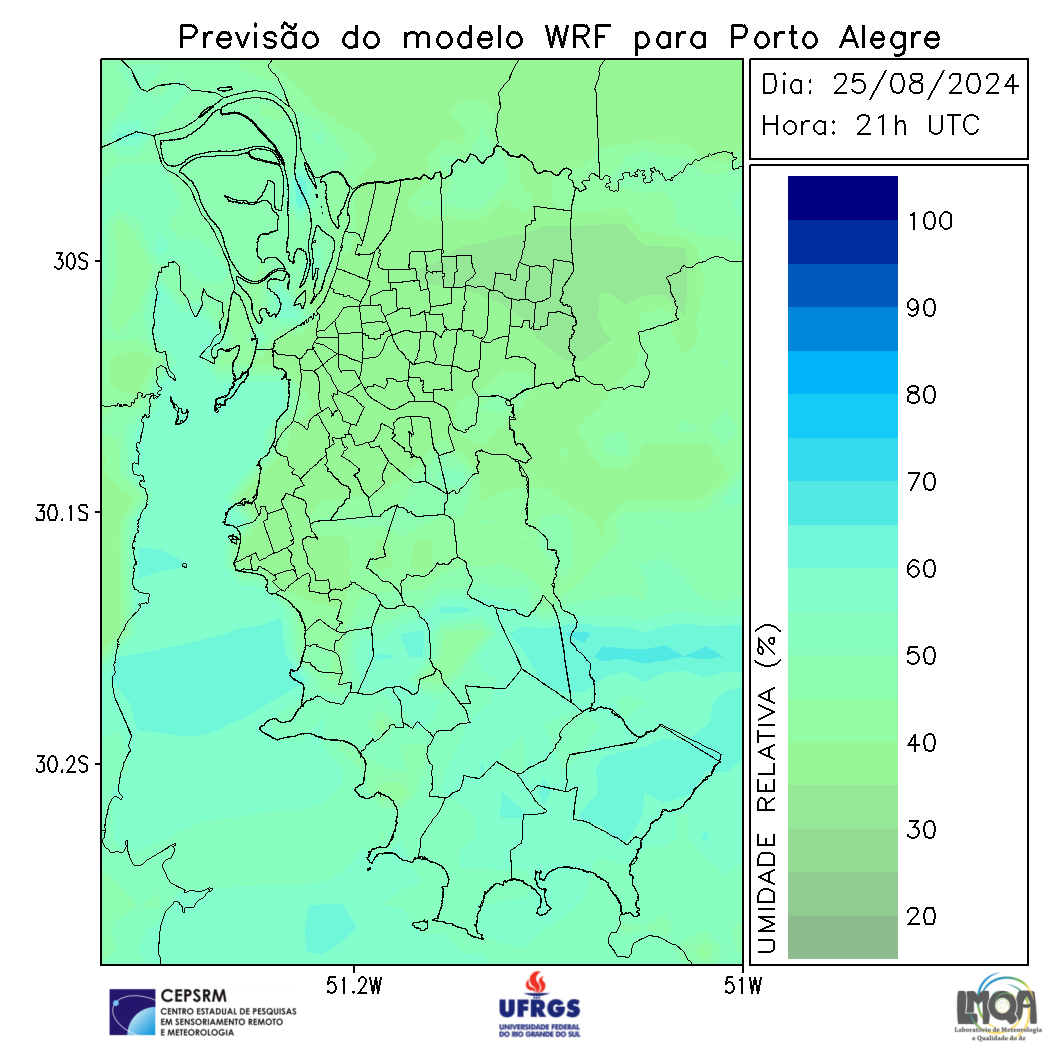 Previsão do modelo WRF para Porto Alegre
Dia: 25/08/2024
Hora: 21h UTC
30S
30.1S
30.2S
51.2W
51W
100
90
80
70
60
50
40
30
20
UMIDADE RELATIVA (%)
CEPSRM
CENTRO ESTADUAL DE PESQUISAS
EM SENSORIAMENTO REMOTO
E METEOROLOGIA
UFRGS
UNIVERSIDADE FEDERAL
DO RIO GRANDE DO SUL
LMQA
Laboratório de Meteorologia
e Qualidade do Ar